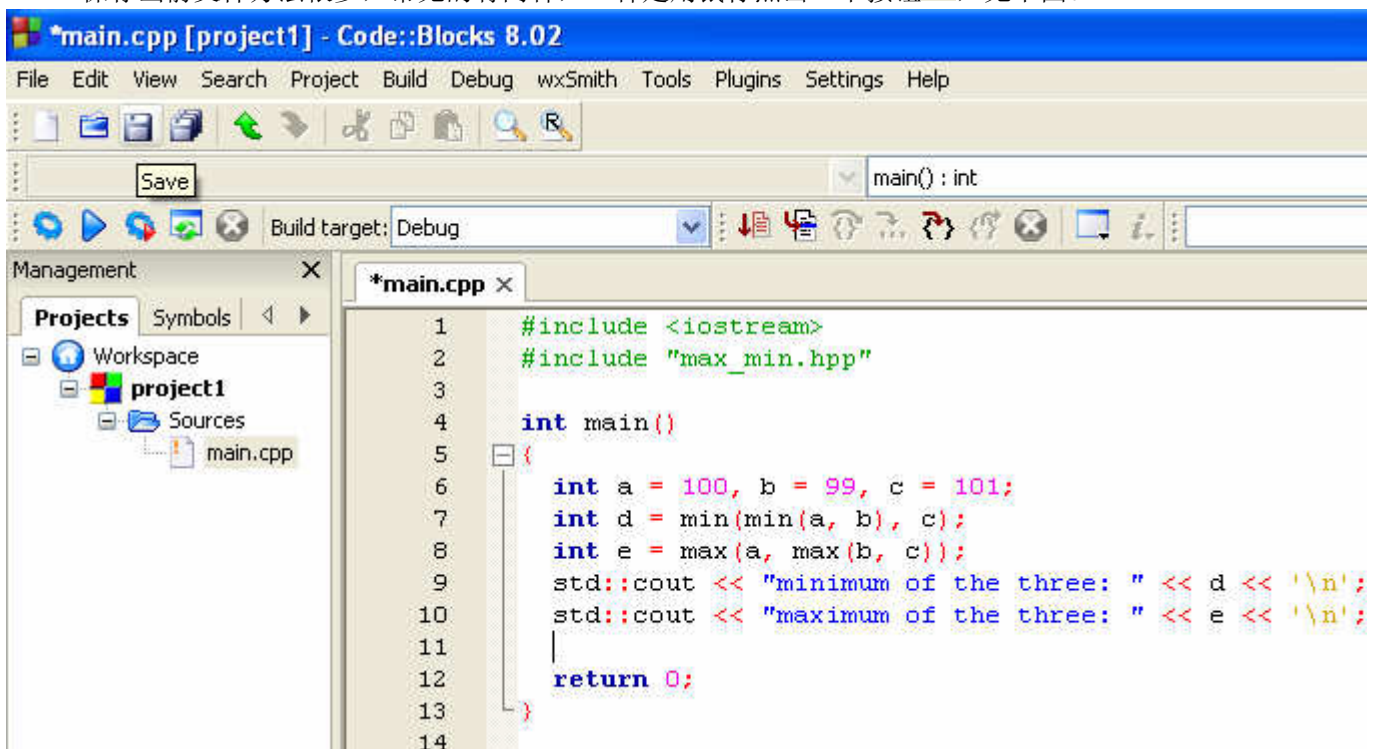 *main.cpp [project1] - Code::Blocks 8.02
File Edit View Search Project Build Debug wxSmith Tools Plugins Settings Help
Save
main() : int
Build target: Debug
Management
*main.cpp
Projects Symbols
Workspace
project1
Sources
main.cpp
1 #include <iostream>
2 #include "max_min.hpp"
3
4 int main()
5 {
6 int a = 100, b = 99, c = 101;
7 int d = min(min(a, b), c);
8 int e = max(a, max(b, c));
9 std::cout << "minimum of the three: " << d << '\n';
10 std::cout << "maximum of the three: " << e << '\n';
11
12 return 0;
13 }
14